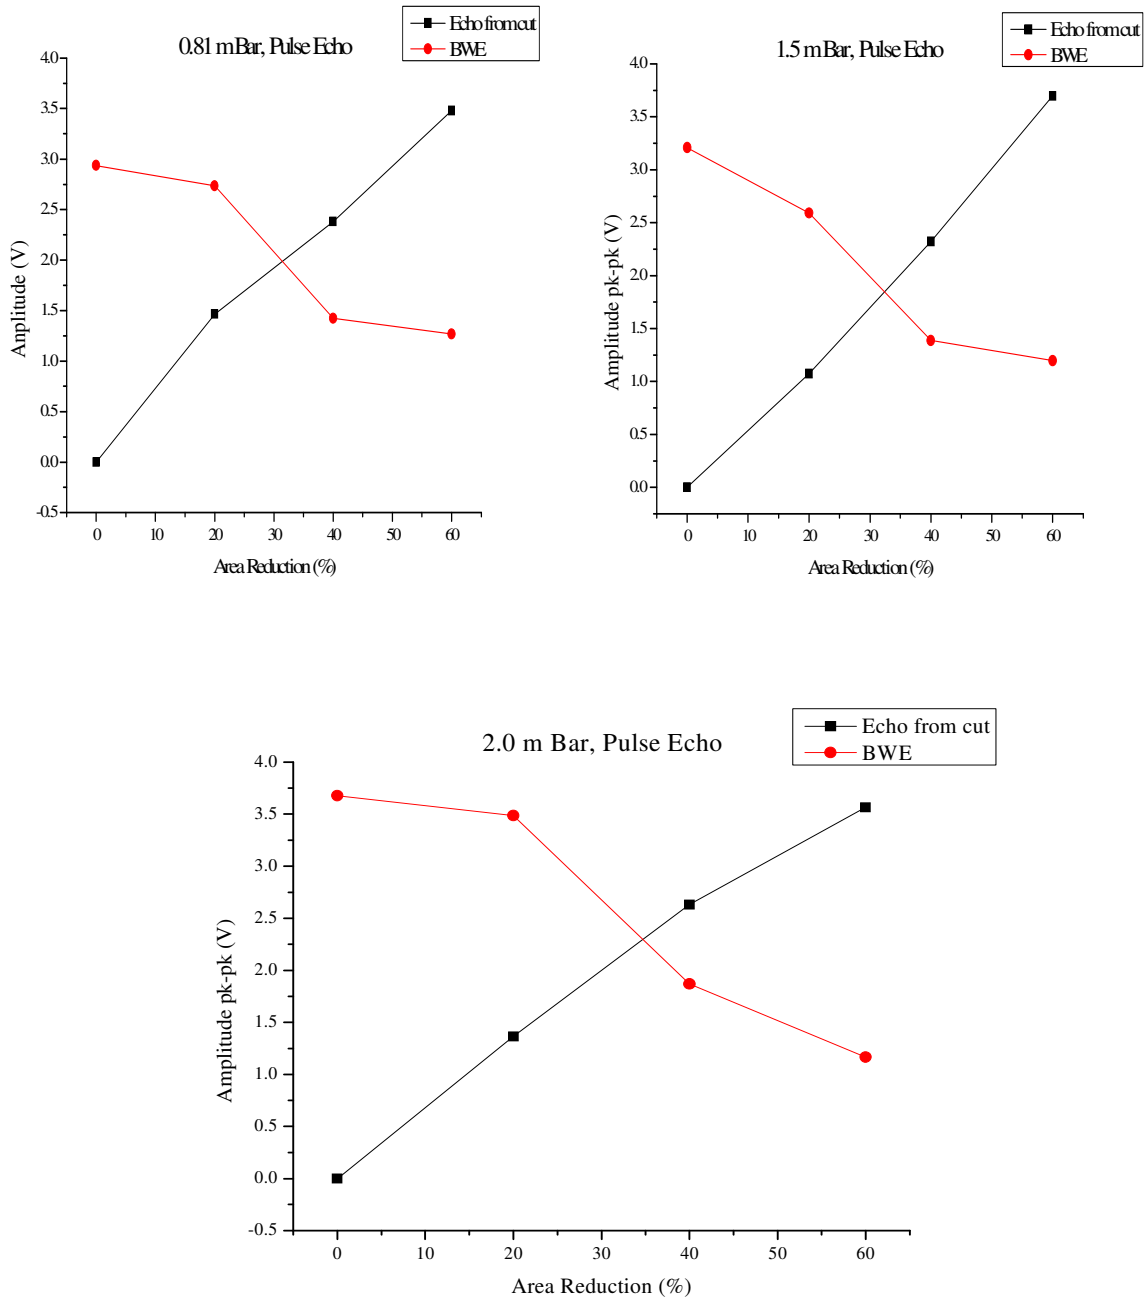 Echo from cut
BWE
0.81 m Bar, Pulse Echo
4.0
3.5
3.0
2.5
2.0
1.5
1.0
0.5
0.0
-0.5
Anplitude (V)
0 10 20 30 40 50 60
Area Reduction (%)
Echo from cut
BWE
1.5 m Bar, Pulse Echo
4.0
3.5
3.0
2.5
2.0
1.5
1.0
0.5
0.0
Amplitude pk-pk (V)
0 10 20 30 40 50 60
Area Reduction (%)
Echo from cut
BWE
2.0 m Bar, Pulse Echo
4.0
3.5
3.0
2.5
2.0
1.5
1.0
0.5
0.0
-0.5
Amplitude pk-pk (V)
0 10 20 30 40 50 60
Area Reduction (%)